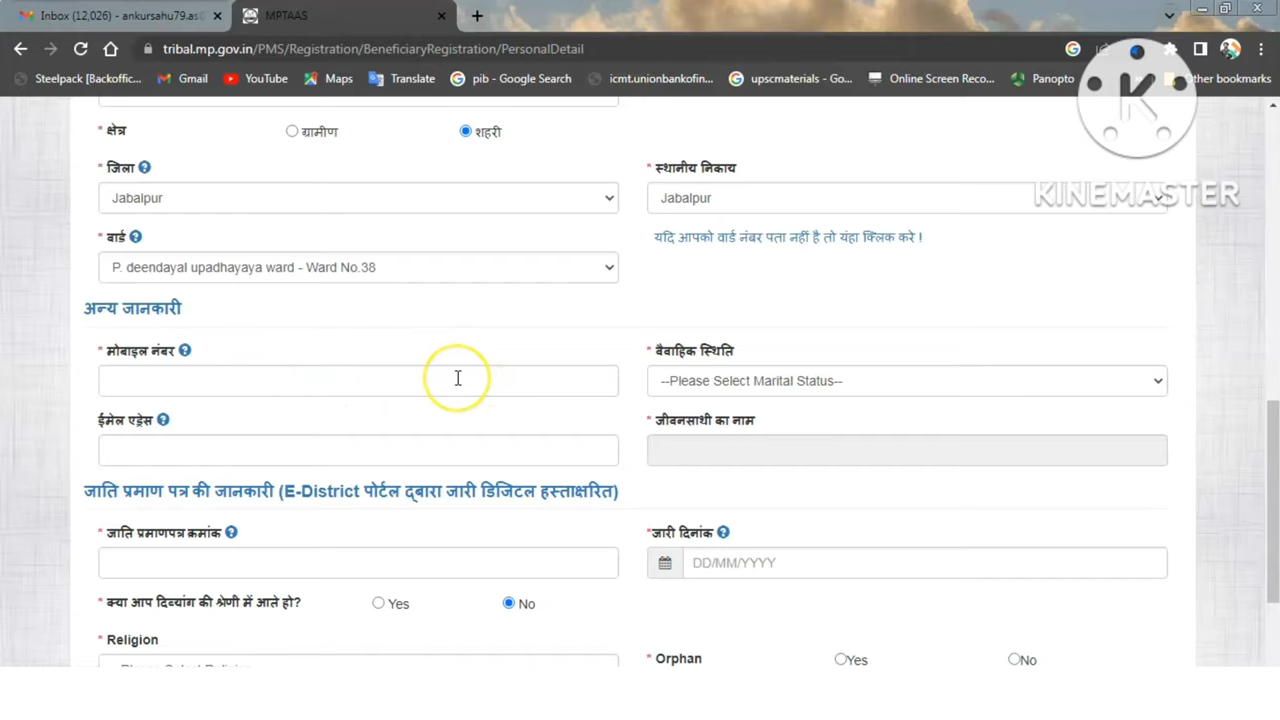 Inbox (12,026) - ankursahu79.as
MPTAAS
tribal.mp.gov.in/PMS/Registration/BeneficiaryRegistration/PersonalDetail
Steelpack [Backoffic... Gmail YouTube Maps Translate pib - Google Search icmt.unionbankofin... upscmaterials - Go... Online Screen Reco... Panopto Other bookmarks
K
KINEMASTER
* क्षेत्र ग्रामीण शहरी
* जिला * स्थानीय निकाय
Jabalpur Jabalpur
* वार्ड यदि आपको वार्ड नंबर पता नहीं है तो यंहा क्लिक करे !
P. deendayal upadhayaya ward - Ward No.38
अन्य जानकारी
* मोबाइल नंबर * वैवाहिक स्थिति
--Please Select Marital Status--
ईमेल एड्रेस * जीवनसाथी का नाम
जाति प्रमाण पत्र की जानकारी (E-District पोर्टल द्बारा जारी डिजिटल हस्ताक्षरित)
* जाति प्रमाणपत्र क्रमांक *जारी दिनांक
DD/MM/YYYY
* क्या आप दिव्यांग की श्रेणी में आते हो? Yes No
* Religion
* Orphan Yes No